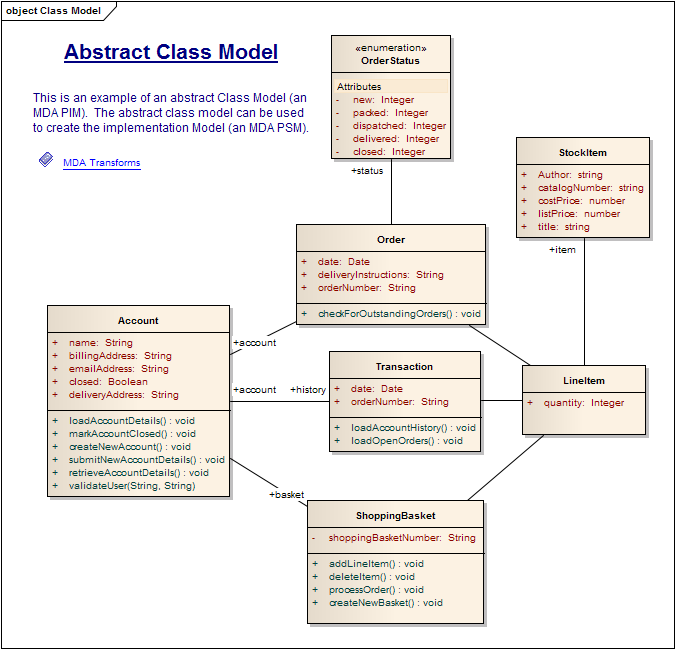 object Class Model
Abstract Class Model
This is an example of an abstract Class Model (an
MDA PIM).  The abstract class model can be used
to create the implementation Model (an MDA PSM).
MDA Transforms
«enumeration»
OrderStatus
Attributes
- new: Integer
- packed: Integer
- dispatched: Integer
- delivered: Integer
- closed: Integer
+status
StockItem
+ Author: string
+ catalogNumber: string
+ costPrice: number
+ listPrice: number
+ title: string
+item
Order
+ date: Date
+ deliveryInstructions: String
+ orderNumber: String
+ checkForOutstandingOrders() : void
Account
+ name: String
+ billingAddress: String
+ emailAddress: String
+ closed: Boolean
+ deliveryAddress: String
+ loadAccountDetails() : void
+ markAccountClosed() : void
+ createNewAccount() : void
+ submitNewAccountDetails() : void
+ retrieveAccountDetails() : void
+ validateUser(String, String)
+account
+account
+history
Transaction
+ date: Date
+ orderNumber: String
+ loadAccountHistory() : void
+ loadOpenOrders() : void
LineItem
+ quantity: Integer
+basket
ShoppingBasket
- shoppingBasketNumber: String
+ addLineItem() : void
+ deleteItem() : void
+ processOrder() : void
+ createNewBasket() : void